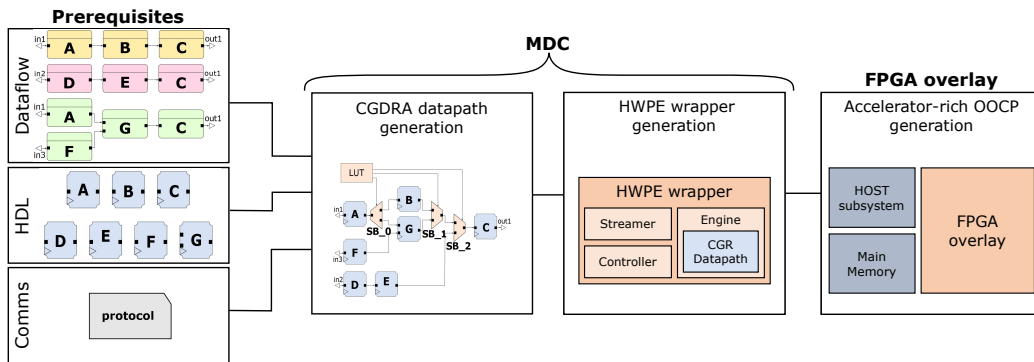 Prerequisites
Dataflow
in1 A B C out1
in2 D E C out1
in1 A
G C out1
in3 F
HDL
A B C
D E F G
Comms
protocol
MDC
CGDRA datapath
generation
LUT
in1 A B
SB_0 G SB_1 SB_2 C out1
in3 F
in2 D E
HWPE wrapper
generation
HWPE wrapper
Streamer
Controller
Engine
CGR
Datapath
FPGA overlay
Accelerator-rich OOCP
generation
HOST
subsystem
Main
Memory
FPGA
overlay